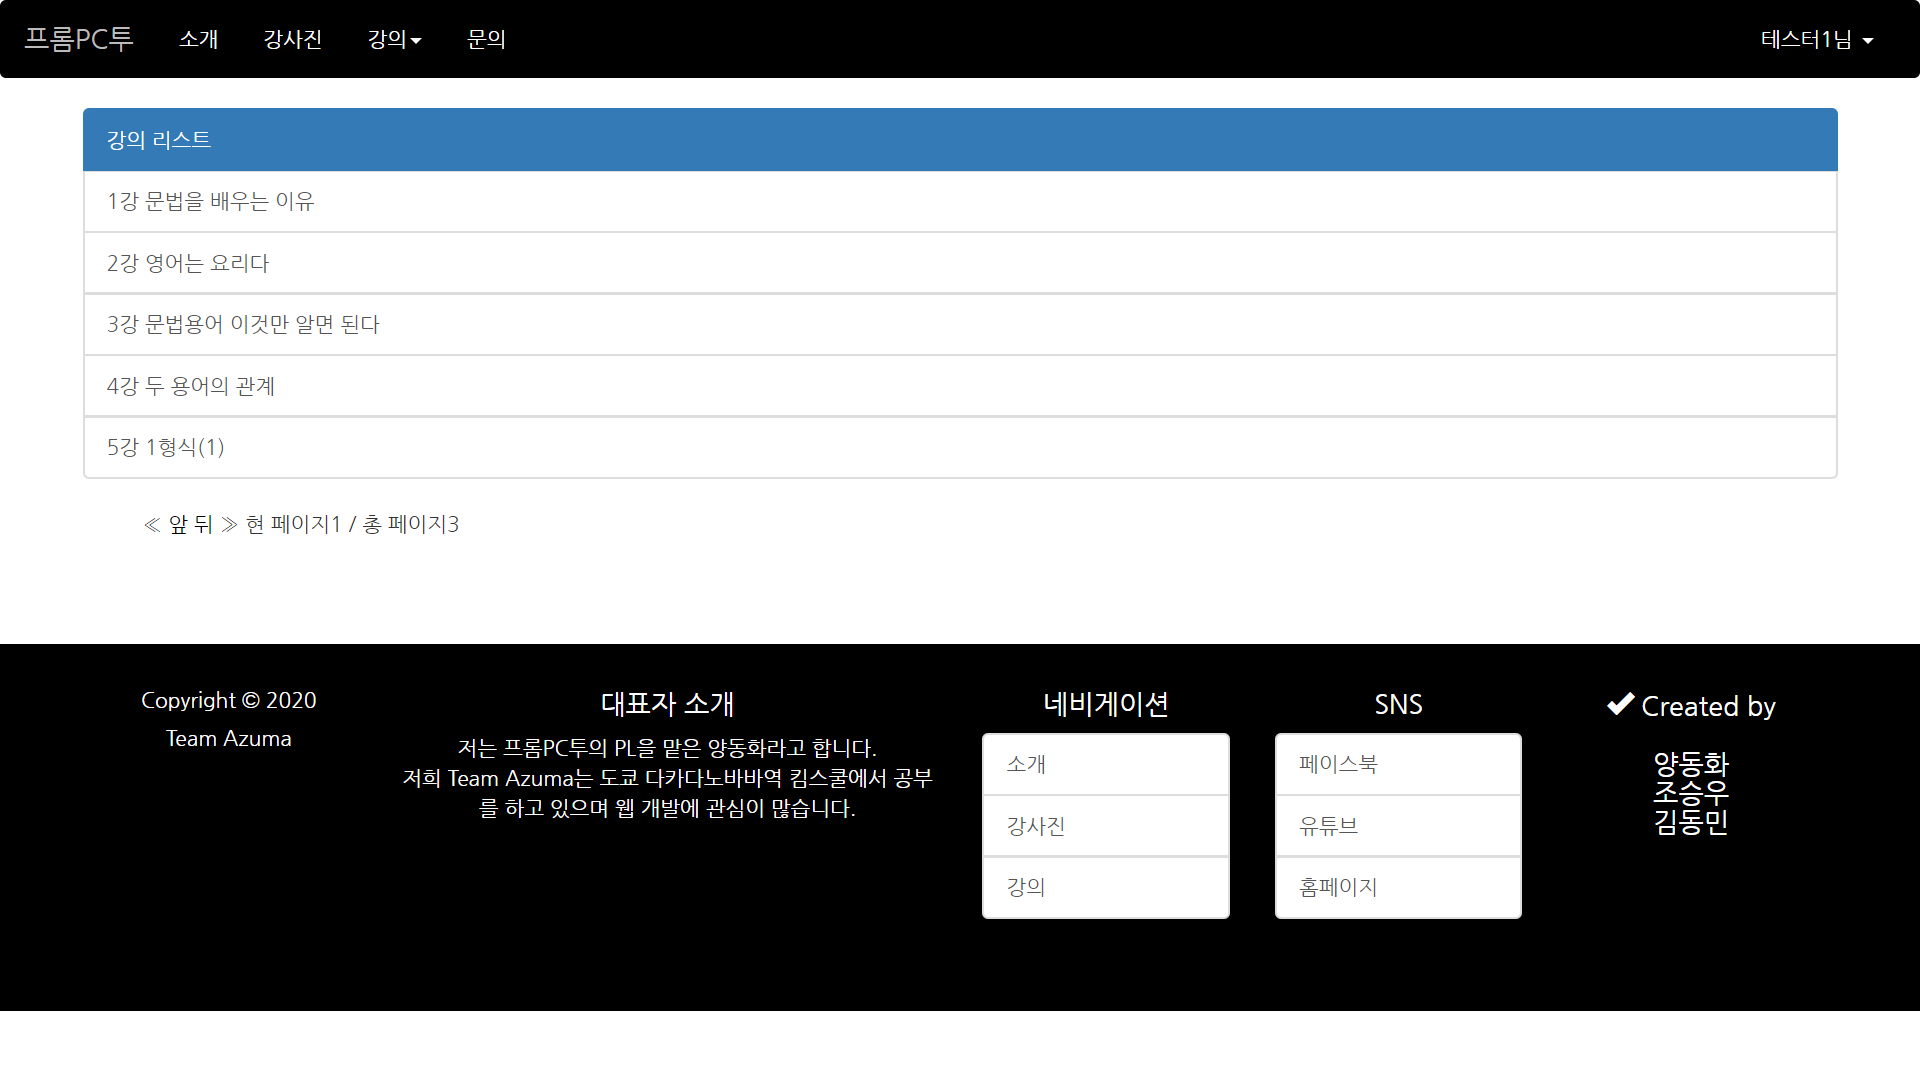 프롬PC투 소개 강사진 강의 문의 테스터1님
강의 리스트
1강 문법을 배우는 이유
2강 영어는 요리다
3강 문법용어 이것만 알면 된다
4강 두 용어의 관계
5강 1형식(1)
≪ 앞 뒤 ≫ 현 페이지1 / 총 페이지3
Copyright © 2020
Team Azuma
대표자 소개
저는 프롬PC투의 PL을 맡은 양동화라고 합니다.
저희 Team Azuma는 도쿄 다카다노바바역 킴스쿨에서 공부
를 하고 있으며 웹 개발에 관심이 많습니다.
네비게이션
소개
강사진
강의
SNS
페이스북
유튜브
홈페이지
✔ Created by
양동화
조승우
김동민